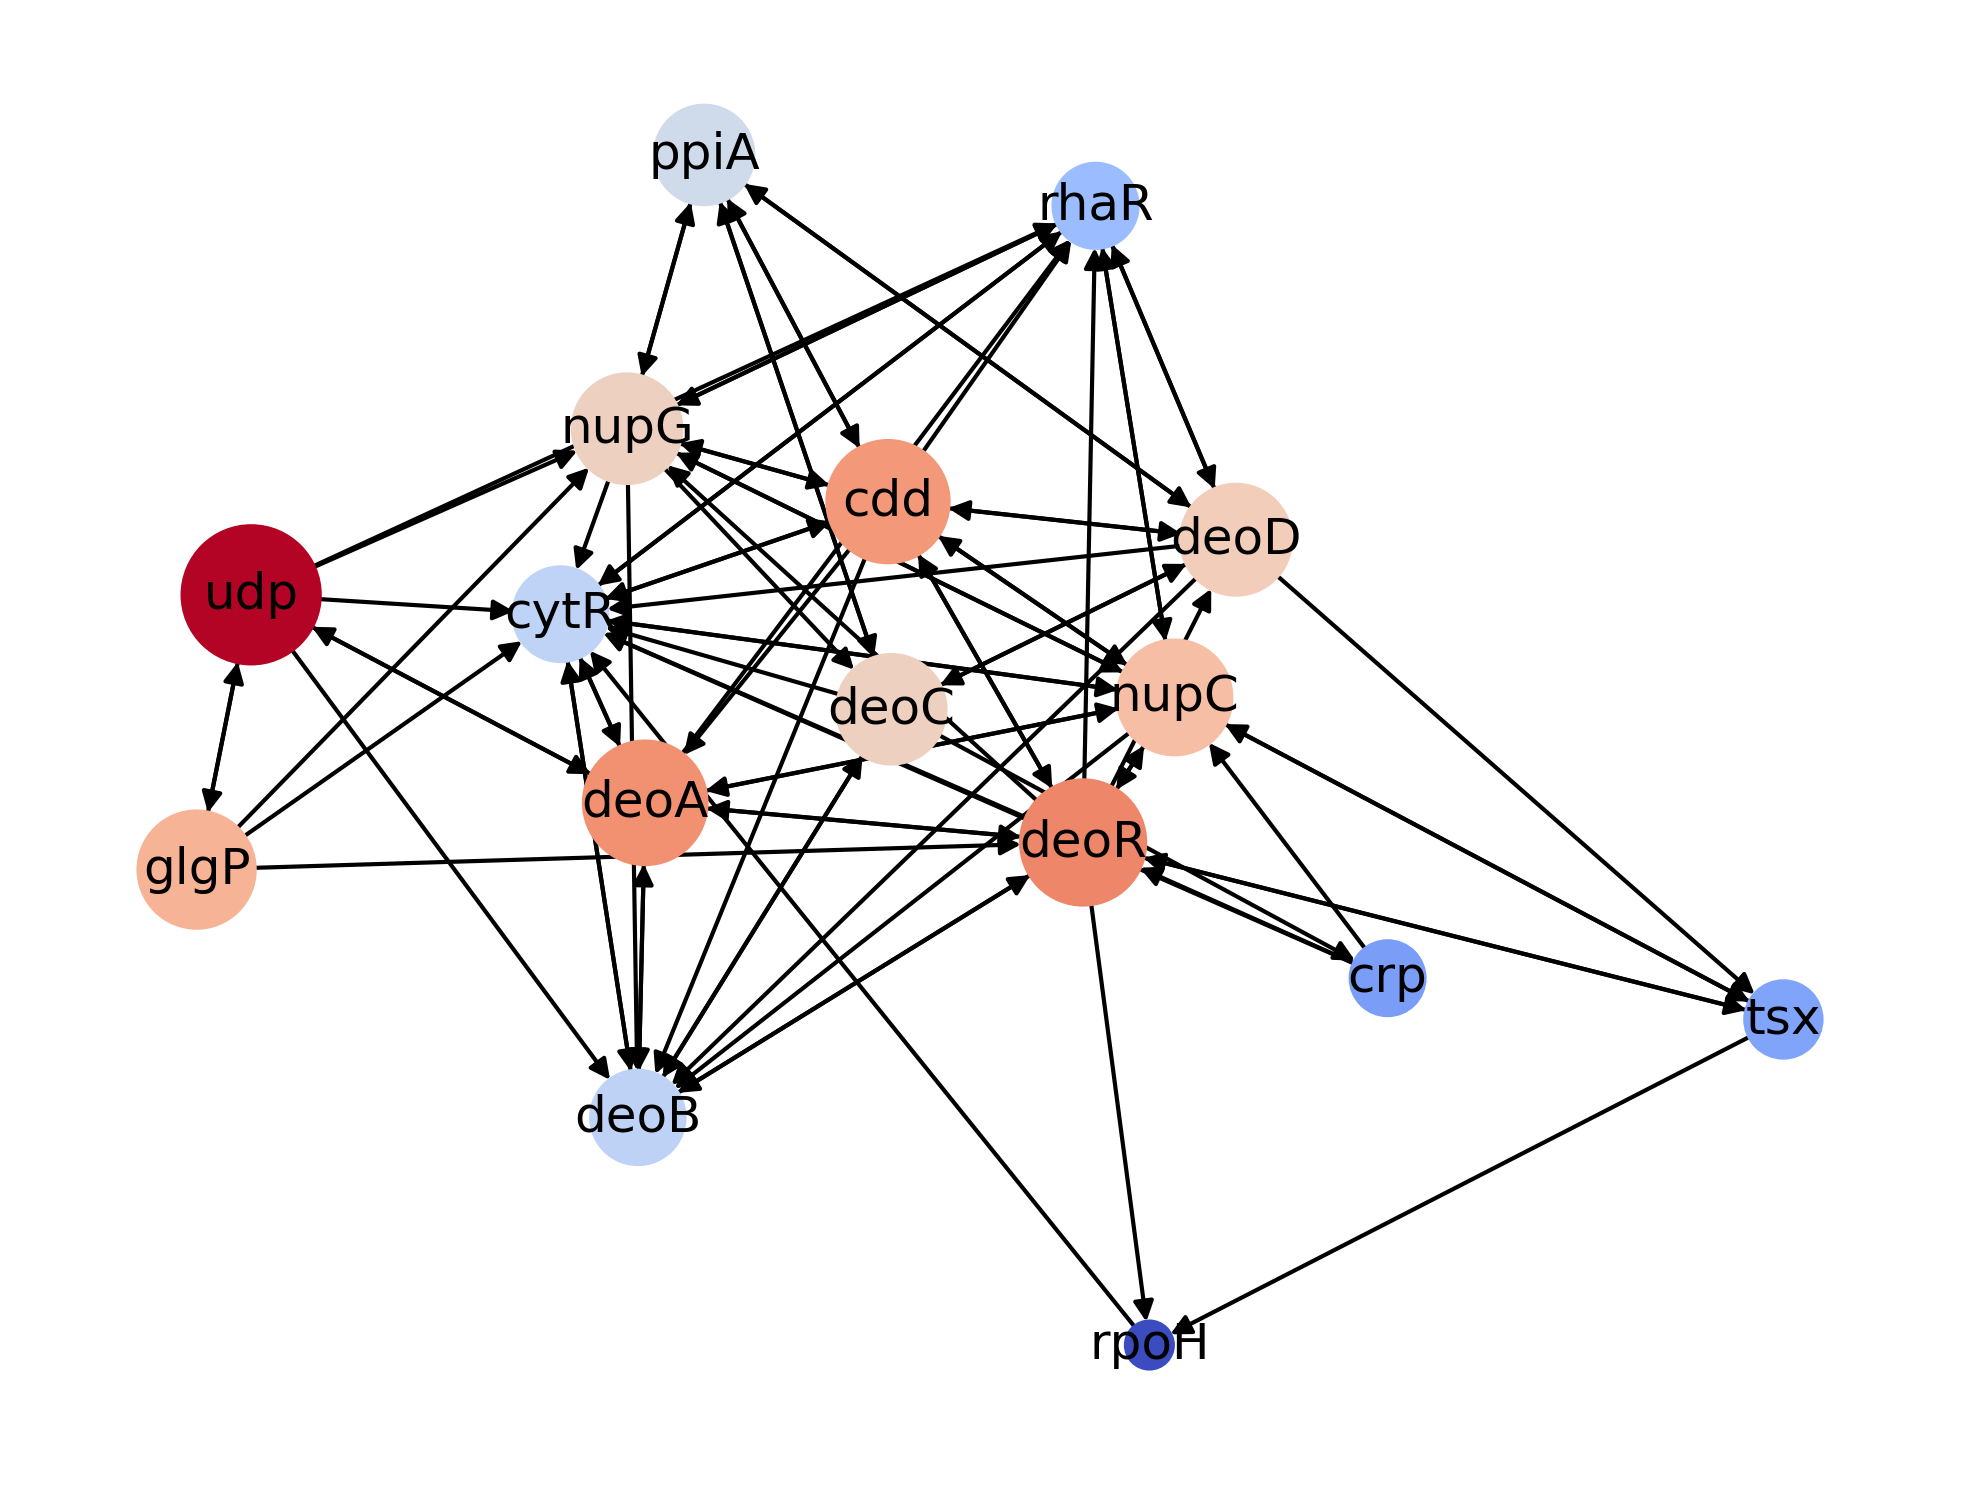 ppiA
rhaR
nupG
cdd
deoD
udp
cytR
deoC
nupC
deoA
deoR
glgP
crp
tsx
deoB
rpoH